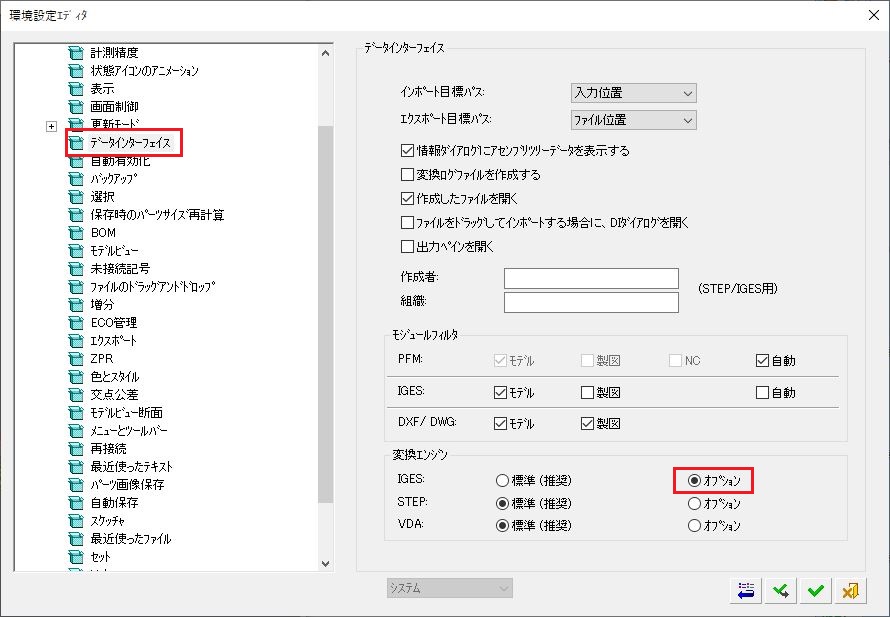 環境設定エディタ
計測精度
状態アイコンのアニメーション
表示
画面制御
更新モード
データインターフェイス
自動有効化
バックアップ
選択
保存時のパーツサイズ再計算
BOM
モデルビュー
未接続記号
ファイルのドラックアンドドロップ
増分
ECO管理
エクスポート
ZPR
色とスタイル
交点公差
モデルビュー断面
メニューとツールバー
再接続
最近使ったテキスト
パーツ画像保存
自動保存
スケッチャ
最近使ったファイル
セット
データインターフェイス
インポート目標パス: 入力位置
エクスポート目標パス: ファイル位置
情報ダイアログにアセンブリツリーデータを表示する
変換ログファイルを作成する
作成したファイルを開く
ファイルをドラッグしてインポートする場合に、DIダイアログを開く
出力ペインを開く
作成者:
組織:
(STEP/IGES用)
モジュールフィルタ
PFM: モデル 製図 NC 自動
IGES: モデル 製図 自動
DXF/ DWG: モデル 製図
変換エンジン
IGES: 標準 (推奨) オプション
STEP: 標準 (推奨) オプション
VDA: 標準 (推奨) オプション
システム